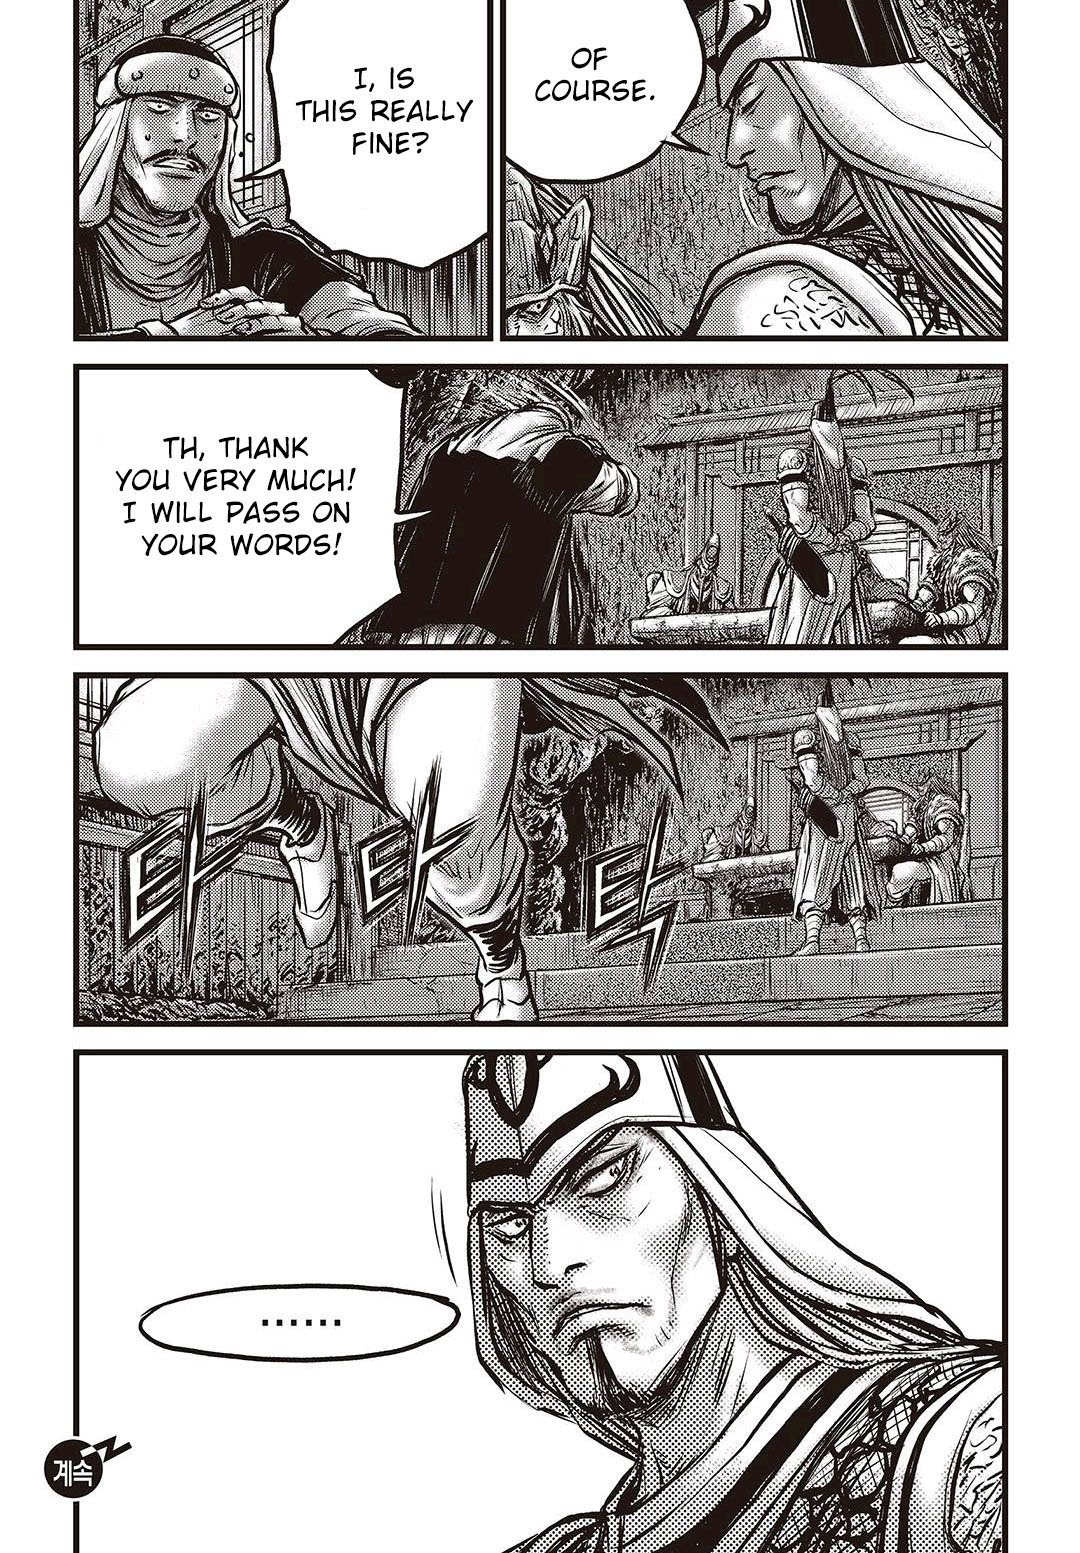 I, IS
THIS REALLY
FINE?
OF
COURSE.
TH, THANK
YOU VERY MUCH!
I WILL PASS ON
YOUR WORDS!
타
타
탁
......
계속